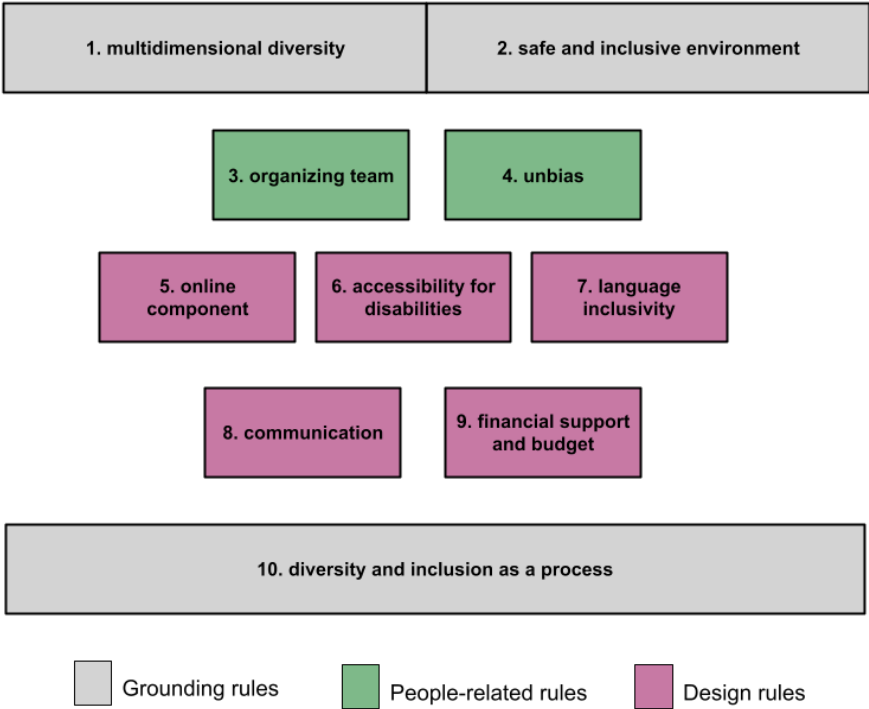 1. multidimensional diversity
2. safe and inclusive environment
3. organizing team
4. unbias
5. online
component
6. accessibility for
disabilities
7. language
inclusivity
8. communication
9. financial support
and budget
10. diversity and inclusion as a process
Grounding rules
People-related rules
Design rules